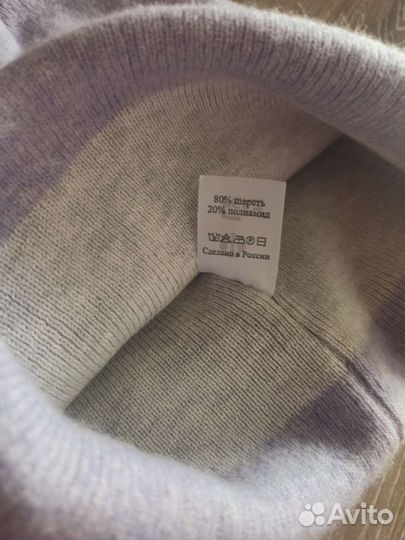 80% шерсть
20% полиамид
Сделано в России
Avito